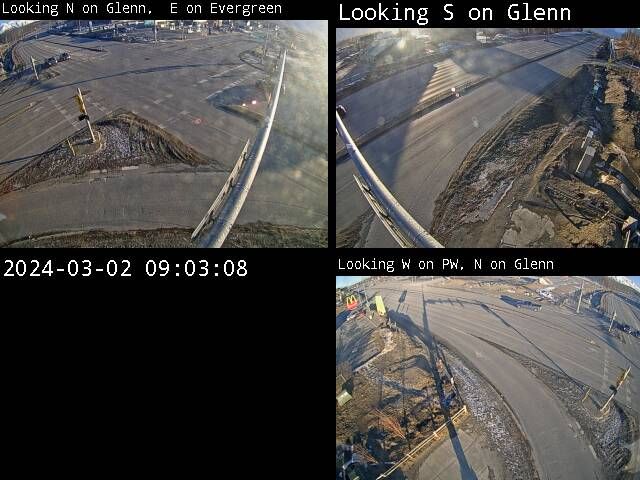 Looking N on Glenn,  E on Evergreen
Looking S on Glenn
2024-03-02 09:03:08
Looking W on PW, N on Glenn